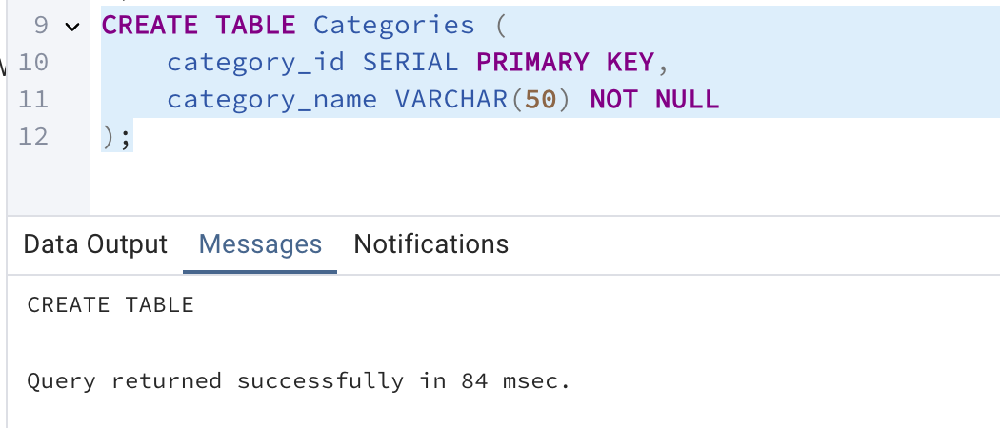 9 CREATE TABLE Categories (
10 category_id SERIAL PRIMARY KEY,
11 category_name VARCHAR(50) NOT NULL
12 );
Data Output Messages Notifications
CREATE TABLE
Query returned successfully in 84 msec.